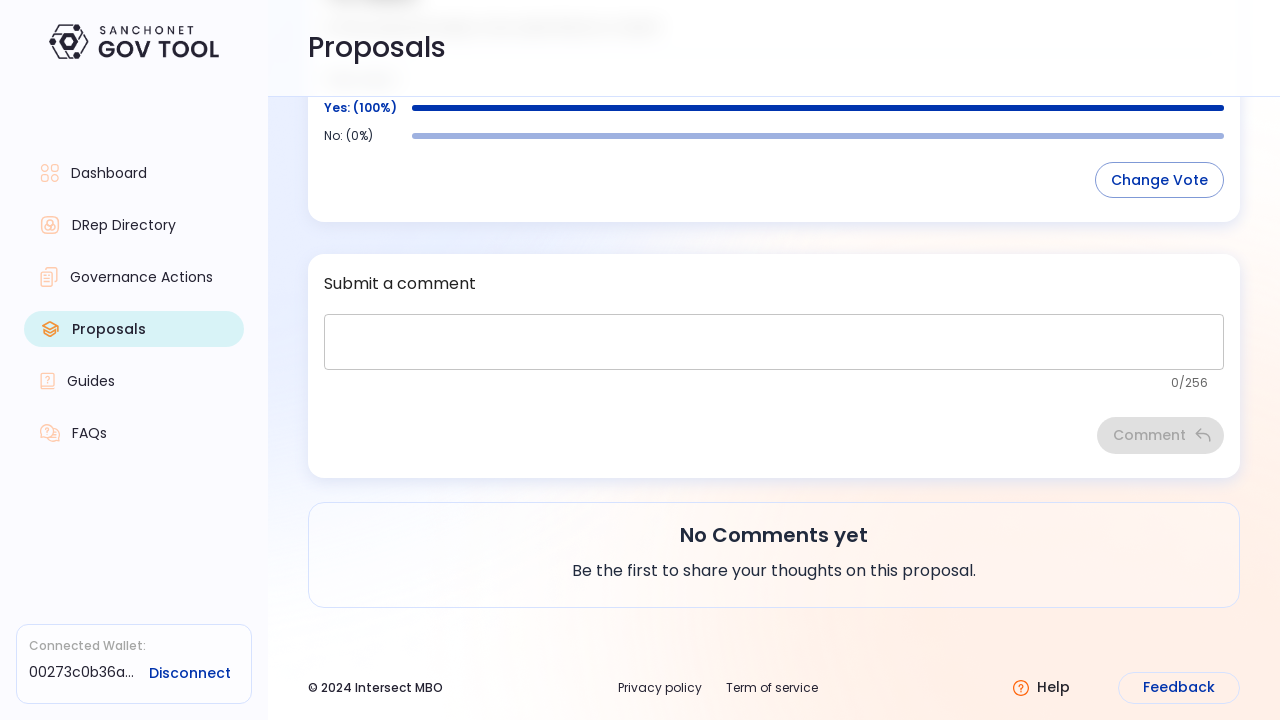 SANCHONET
GOV TOOL
Dashboard
DRep Directory
Governance Actions
Proposals
Guides
FAQs
Connected Wallet:
00273c0b36a...
Disconnect
Proposals
Yes: (100%)
No: (0%)
Change Vote
Submit a comment
0/256
Comment
No Comments yet
Be the first to share your thoughts on this proposal.
© 2024 Intersect MBO
Privacy policy
Term of service
Help
Feedback